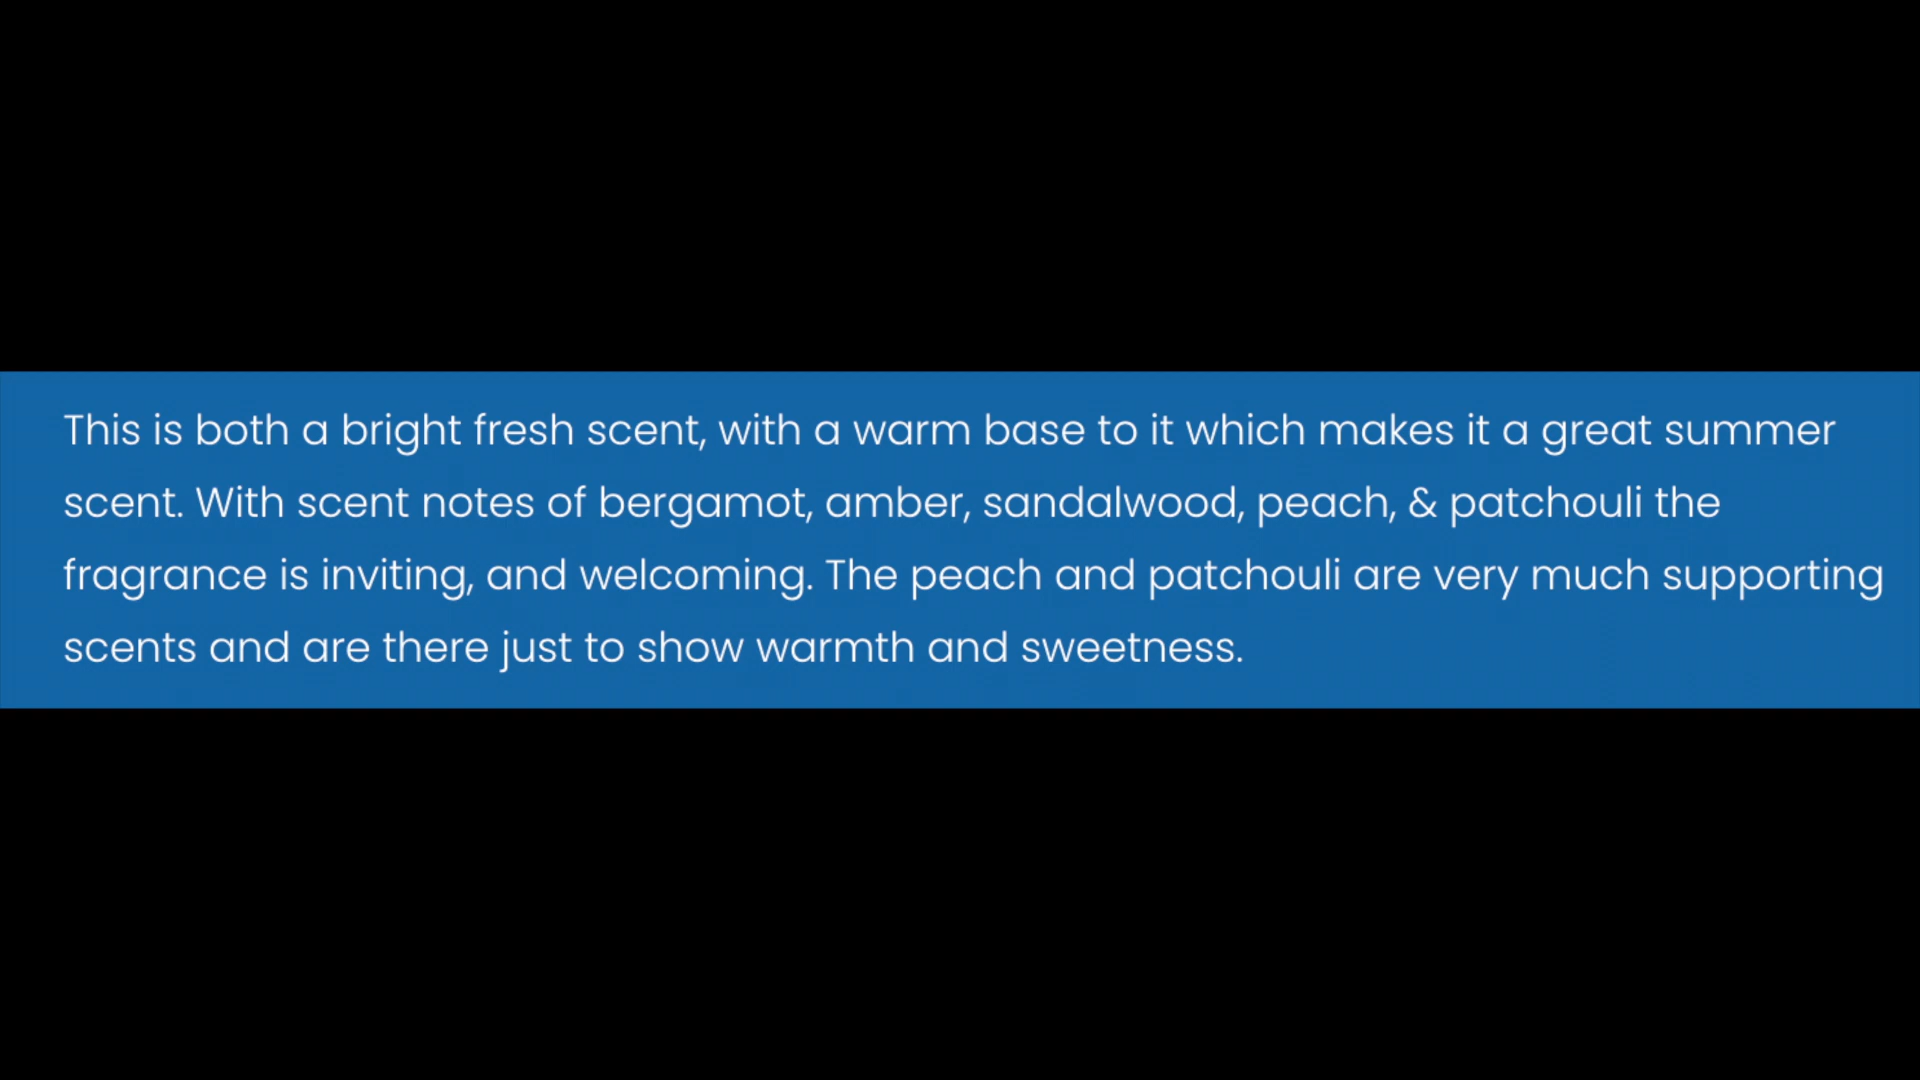 This is both a bright fresh scent, with a warm base to it which makes it a great summer
scent. With scent notes of bergamot, amber, sandalwood, peach, & patchouli the
fragrance is inviting, and welcoming. The peach and patchouli are very much supporting
scents and are there just to show warmth and sweetness.